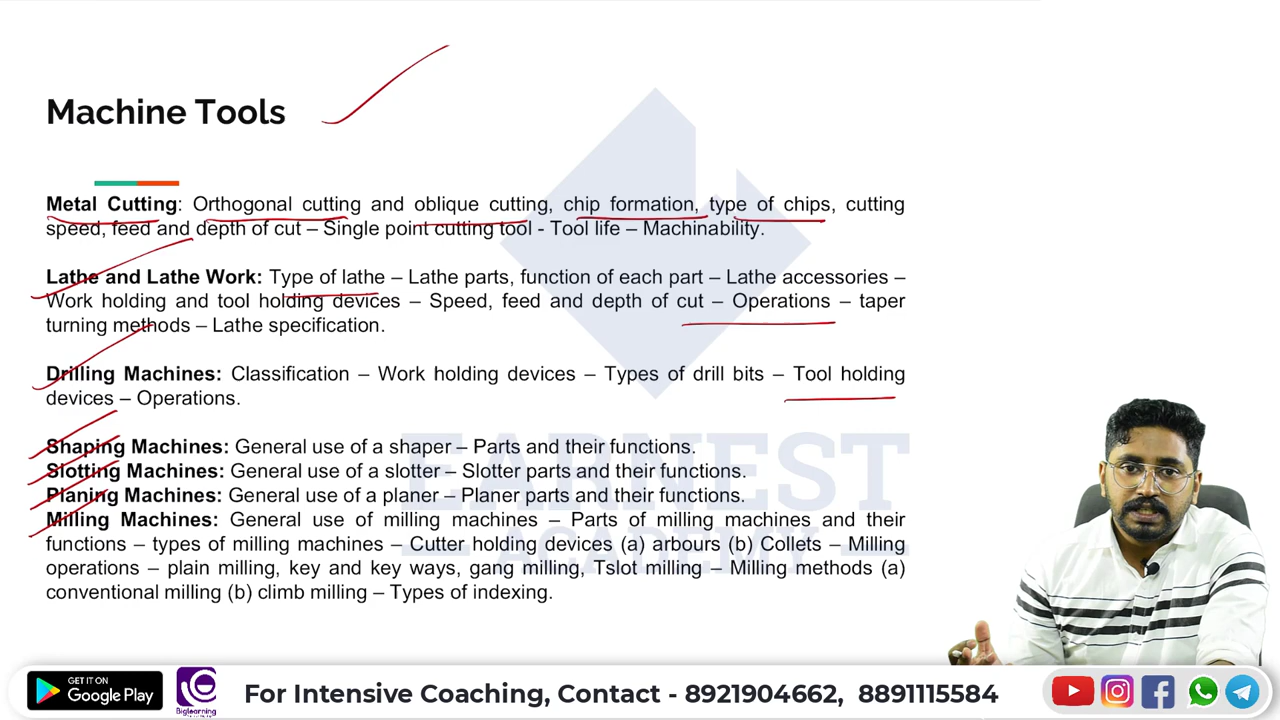 Machine Tools
Metal Cutting: Orthogonal cutting and oblique cutting, chip formation, type of chips, cutting
speed, feed and depth of cut – Single point cutting tool - Tool life – Machinability.
Lathe and Lathe Work: Type of lathe – Lathe parts, function of each part – Lathe accessories –
Work holding and tool holding devices – Speed, feed and depth of cut – Operations – taper
turning methods – Lathe specification.
Drilling Machines: Classification – Work holding devices – Types of drill bits – Tool holding
devices – Operations.
Shaping Machines: General use of a shaper – Parts and their functions.
Slotting Machines: General use of a slotter – Slotter parts and their functions.
Planing Machines: General use of a planer – Planer parts and their functions.
Milling Machines: General use of milling machines – Parts of milling machines and their
functions – types of milling machines – Cutter holding devices (a) arbours (b) Collets – Milling
operations – plain milling, key and key ways, gang milling, Tslot milling – Milling methods (a)
conventional milling (b) climb milling – Types of indexing.
EARNEST
ACADEMY
GET IT ON
Google Play
Biglearning
For Intensive Coaching, Contact - 8921904662, 8891115584